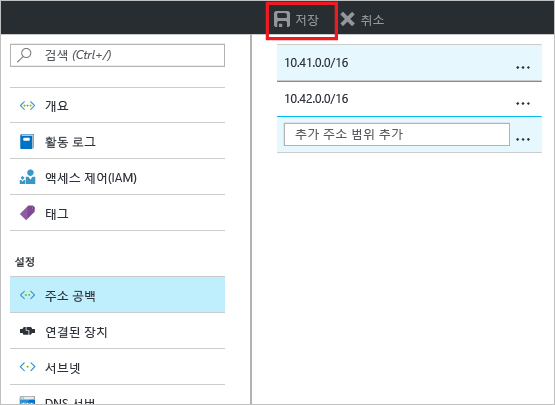 저장 취소
검색 (Ctrl+/)
개요
활동 로그
액세스 제어(IAM)
태그
설정
주소 공백
연결된 장치
서브넷
DNS 서버
10.41.0.0/16
...
10.42.0.0/16
...
추가 주소 범위 추가
...